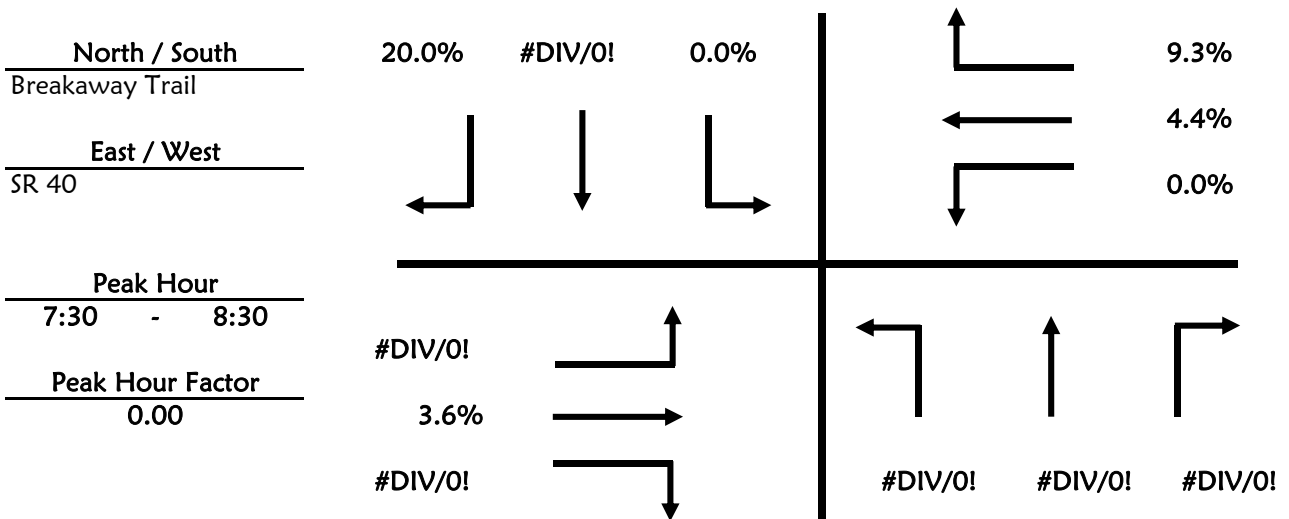 North / South
Breakaway Trail
East / West
SR 40
Peak Hour
7:30 - 8:30
Peak Hour Factor
0.00
20.0% #DIV/0! 0.0%
9.3%
4.4%
0.0%
#DIV/0!
3.6%
#DIV/0!
#DIV/0! #DIV/0! #DIV/0!